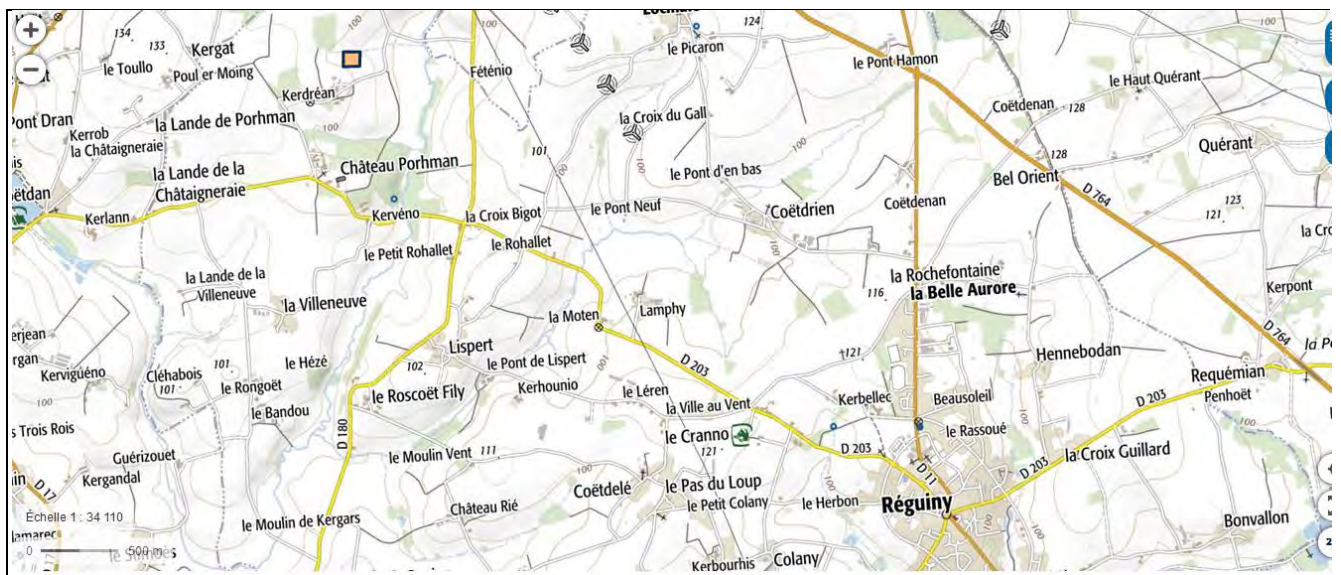 124
134
Kergat
133
le Toullo
Poul er Moing
le Picaron
Féténio
le Pont Hamon
le Haut Quérant
Kerdréan
100
Coëtdenan
128
Pont Dran
la Lande de Porhman
la Croix du Gall
Kerrob
la Châtaigneraie
Quérant
128
101
la Lande de la
Châtaigneraie
Château Porhman
le Pont d'en bas
Bel Orient
D 764
Kerlann
Kervéno
la Croix Bigot
le Pont Neuf
Coëtdrien
Coëtdenan
121
123
le Petit Rohallet
le Rohallet
la Lande de la
Villeneuve
la Rochefontaine
116
la Belle Aurore
Kerpont
la Villeneuve
la Moten
Lamphy
D 764
Lispert
121
Hennebodan
le Hézé
102
le Pont de Lispert
D 203
Requémian
Kerviguéno
Cléhabois
101
101
le Rongoët
le Roscoët Fily
Kerhounio
le Léren
Kerbellec
Beausoleil
D 203
Penhoët
le Bandou
la Ville au Vent
le Cranno
le Rassoué
D 180
121
D 203
D 203
la Croix Guillard
Guérizouet
Kergandal
le Moulin Vent
111
D 11
D 17
Coëtdelé
le Pas du Loup
le Petit Colany
le Herbon
Réguiny
Château Rié
Échelle 1 : 34 110
le Moulin de Kergars
Bonvallon
0
500 m
Kerbourhis
Colany